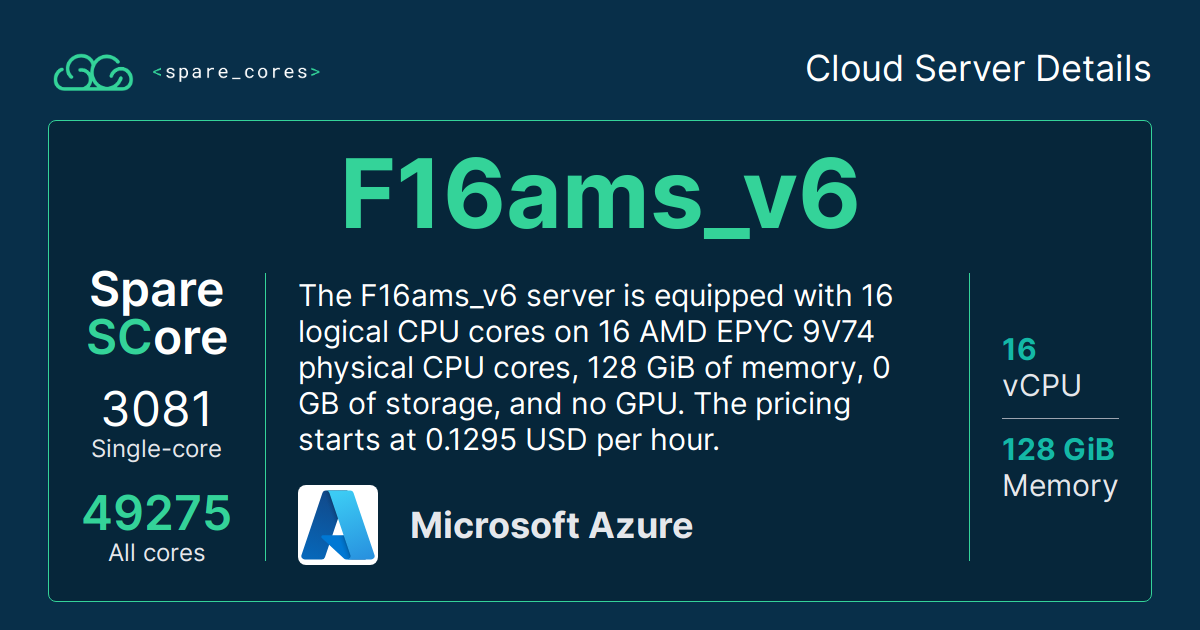 <spare_cores>
Cloud Server Details
F16ams_v6
Spare
SCore
3081
Single-core
49275
All cores
The F16ams_v6 server is equipped with 16
logical CPU cores on 16 AMD EPYC 9V74
physical CPU cores, 128 GiB of memory, 0
GB of storage, and no GPU. The pricing
starts at 0.1295 USD per hour.
Microsoft Azure
16
vCPU
128 GiB
Memory